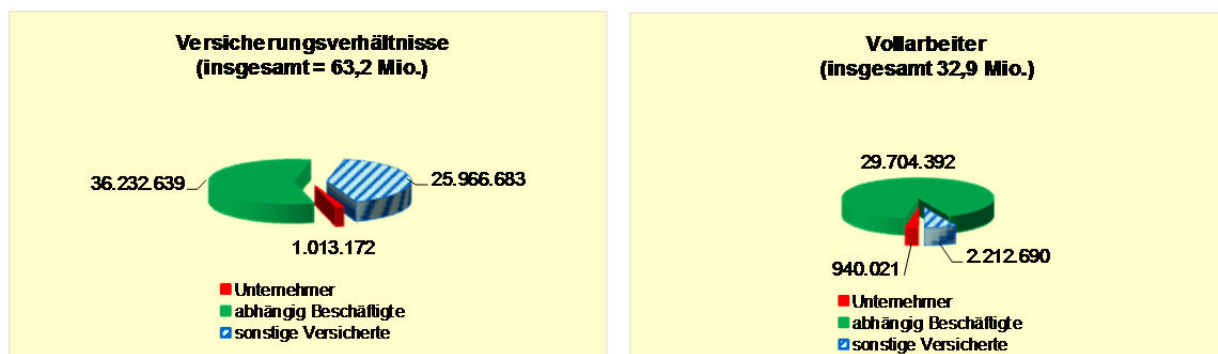 Versicherungsverhältnisse
(insgesamt = 63,2 Mio.)
36.232.639
25.966.683
1.013.172
Unternehmer
abhängig Beschäftigte
sonstige Versicherte
Vollarbeiter
(insgesamt 32,9 Mio.)
29.704.392
940.021
2.212.690
Unternehmer
abhängig Beschäftigte
sonstige Versicherte